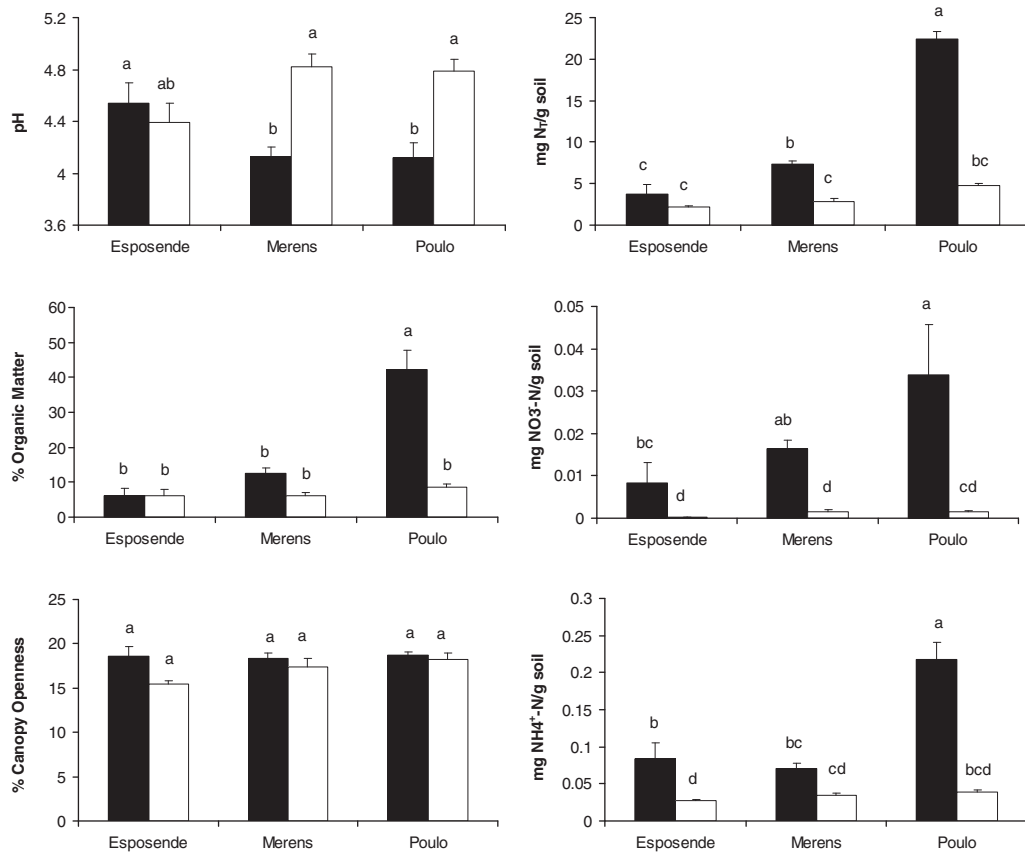 pH
5.2
4.8
4.4
4
3.6
a
ab
b
a
b
a
Esposende Merens Poulo
mg NT/g soil
25
20
15
10
5
0
c
c
b
c
a
bc
Esposende Merens Poulo
% Organic Matter
60
50
40
30
20
10
0
b
b
b
b
a
b
Esposende Merens Poulo
mg NO3-N/g soil
0.05
0.04
0.03
0.02
0.01
0
bc
d
ab
d
a
cd
Esposende Merens Poulo
% Canopy Openness
25
20
15
10
5
0
a
a
a
a
a
a
Esposende Merens Poulo
mg NH4+-N/g soil
0.3
0.25
0.2
0.15
0.1
0.05
0
b
d
bc
cd
a
bcd
Esposende Merens Poulo